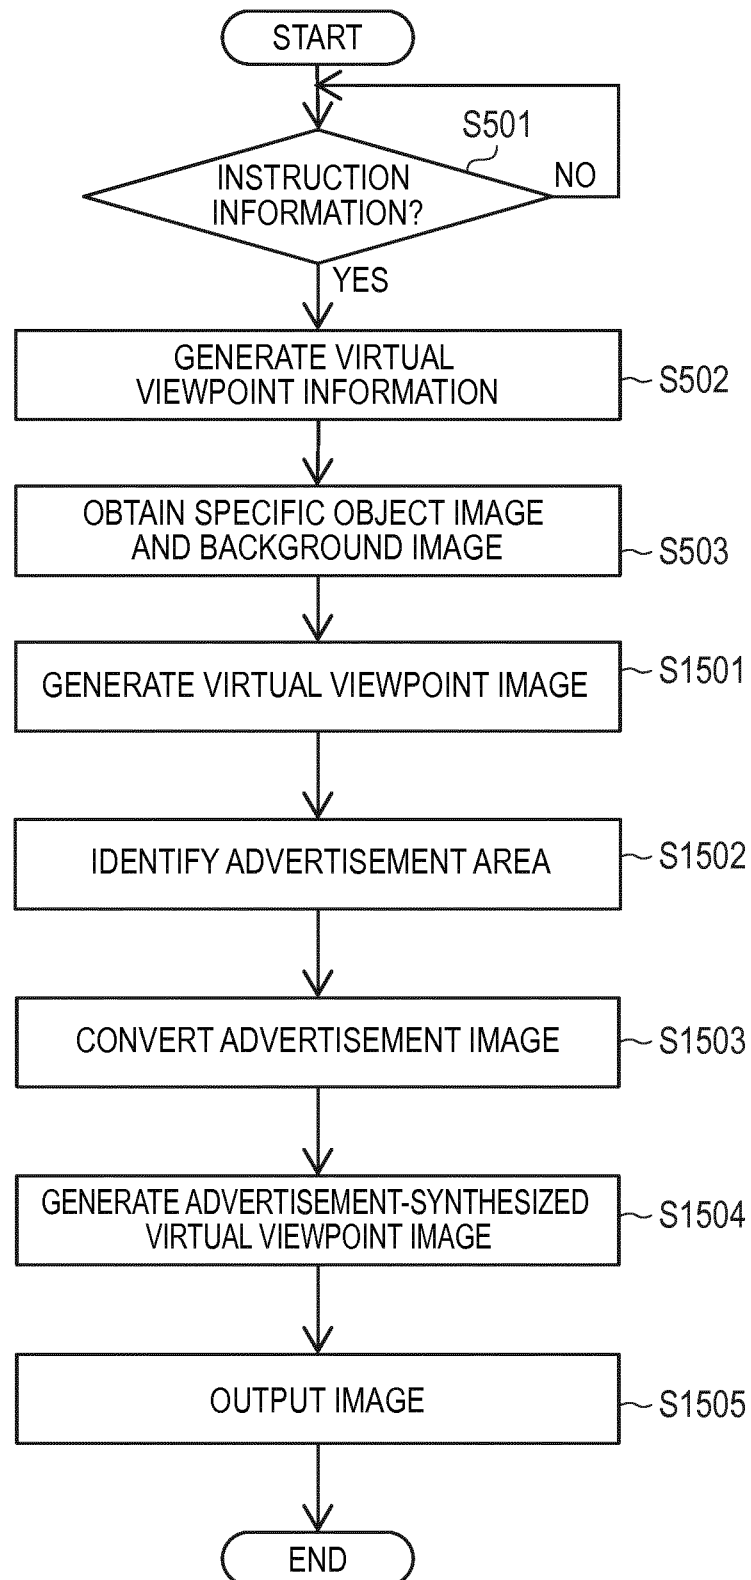 START
S501
INSTRUCTION
INFORMATION?
NO
YES
GENERATE VIRTUAL
VIEWPOINT INFORMATION
S502
OBTAIN SPECIFIC OBJECT IMAGE
AND BACKGROUND IMAGE
S503
GENERATE VIRTUAL VIEWPOINT IMAGE
S1501
IDENTIFY ADVERTISEMENT AREA
S1502
CONVERT ADVERTISEMENT IMAGE
S1503
GENERATE ADVERTISEMENT-SYNTHESIZED
VIRTUAL VIEWPOINT IMAGE
S1504
OUTPUT IMAGE
S1505
END